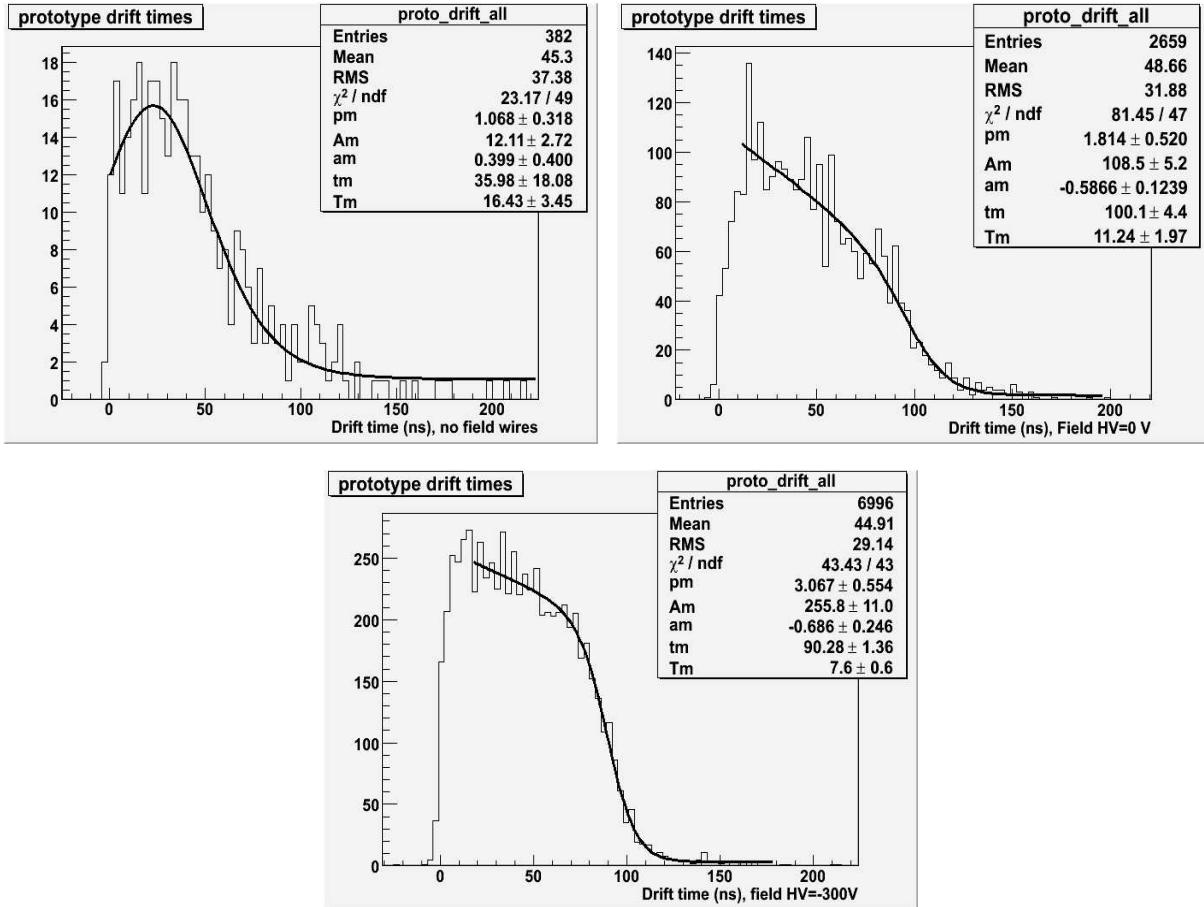 prototype drift times
proto_drift_all
Entries 382
Mean 45.3
RMS 37.38
χ² / ndf 23.17 / 49
pm 1.068 ± 0.318
Am 12.11 ± 2.72
am 0.399 ± 0.400
tm 35.98 ± 18.08
Tm 16.43 ± 3.45
18
16
14
12
10
8
6
4
2
0
0 50 100 150 200
Drift time (ns), no field wires
prototype drift times
proto_drift_all
Entries 2659
Mean 48.66
RMS 31.88
χ² / ndf 81.45 / 47
pm 1.814 ± 0.520
Am 108.5 ± 5.2
am -0.5866 ± 0.1239
tm 100.1 ± 4.4
Tm 11.24 ± 1.97
140
120
100
80
60
40
20
0
0 50 100 150 200
Drift time (ns), Field HV=0 V
prototype drift times
proto_drift_all
Entries 6996
Mean 44.91
RMS 29.14
χ² / ndf 43.43 / 43
pm 3.067 ± 0.554
Am 255.8 ± 11.0
am -0.686 ± 0.246
tm 90.28 ± 1.36
Tm 7.6 ± 0.6
250
200
150
100
50
0
0 50 100 150 200
Drift time (ns), field HV=-300V